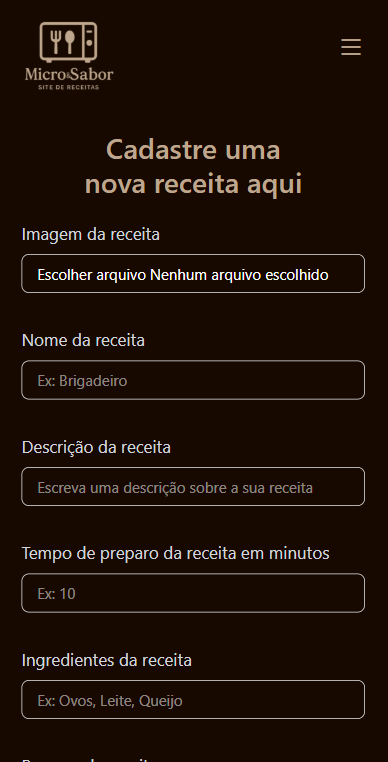 Micro&Sabor
SITE DE RECEITAS
Cadastre uma
nova receita aqui
Imagem da receita
Escolher arquivo Nenhum arquivo escolhido
Nome da receita
Ex: Brigadeiro
Descrição da receita
Escreva uma descrição sobre a sua receita
Tempo de preparo da receita em minutos
Ex: 10
Ingredientes da receita
Ex: Ovos, Leite, Queijo